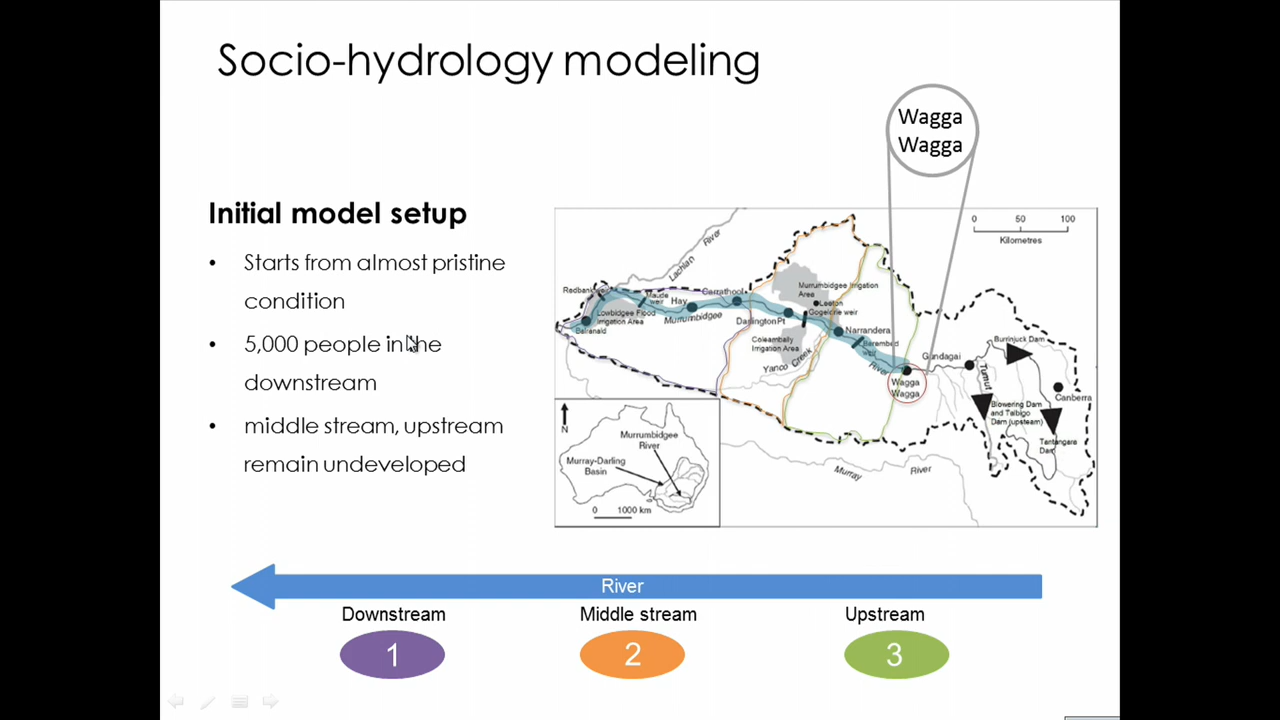 Socio-hydrology modeling
Wagga
Wagga
Initial model setup
• Starts from almost pristine
condition
• 5,000 people in the
downstream
• middle stream, upstream
remain undeveloped
0 50 100
Kilometres
Lachlan River
Redbank weir
Maude
weir
Hay
Carrathool
Murrumbidgee Irrigation
Area
Leeton
Gogelrie weir
Lowbidgee Flood
Irrigation Area
Balranald
Murrumbidgee
Darlington Pt
Narrandera
Coleambally
Irrigation Area
Berembed
weir
Yanco Creek
River
Gundagai
Burrinjuck Dam
Wagga
Wagga
Tumut
Canberra
Blowering Dam
and Talbigo
Dam (upsteam)
Tantangara
Dam
Murray River
N
Murrumbidgee
River
Murray-Darling
Basin
0 1000 km
River
Downstream
Middle stream
Upstream
1
2
3